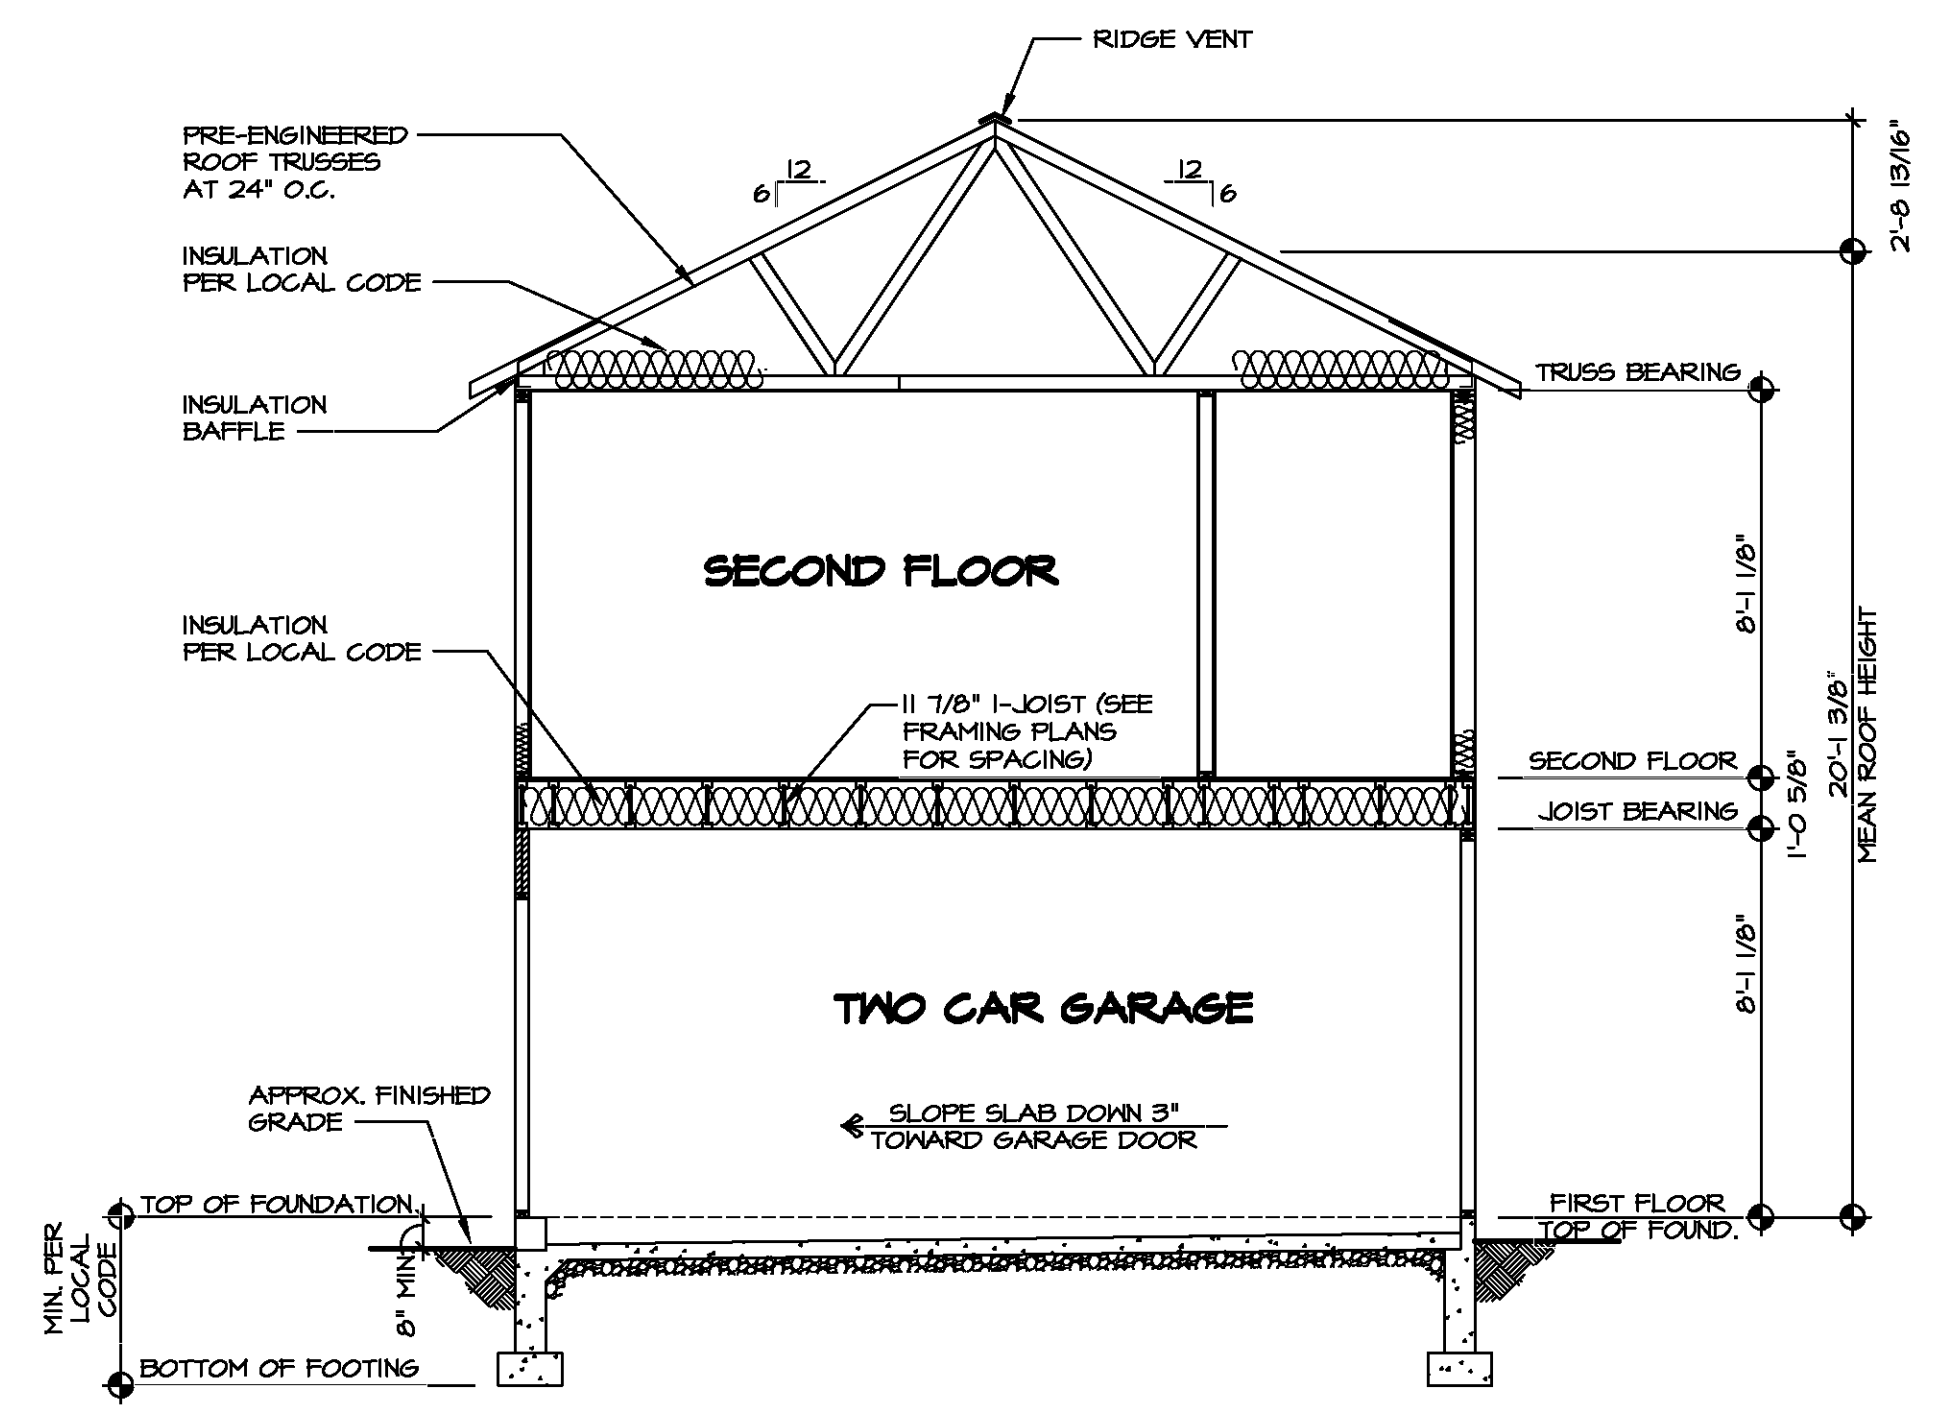 RIDGE VENT
PRE-ENGINEERED
ROOF TRUSSES
AT 24" O.C.
12
6
12
6
2'-8 13/16"
INSULATION
PER LOCAL CODE
TRUSS BEARING
INSULATION
BAFFLE
SECOND FLOOR
8'-1 1/8"
INSULATION
PER LOCAL CODE
11 7/8" I-JOIST (SEE
FRAMING PLANS
FOR SPACING)
20'-1 3/8"
MEAN ROOF HEIGHT
SECOND FLOOR
JOIST BEARING
1'-0 5/8"
8'-1 1/8"
TWO CAR GARAGE
APPROX. FINISHED
GRADE
SLOPE SLAB DOWN 3"
TOWARD GARAGE DOOR
TOP OF FOUNDATION
FIRST FLOOR
TOP OF FOUND.
MIN. PER
LOCAL
CODE
8" MIN.
BOTTOM OF FOOTING